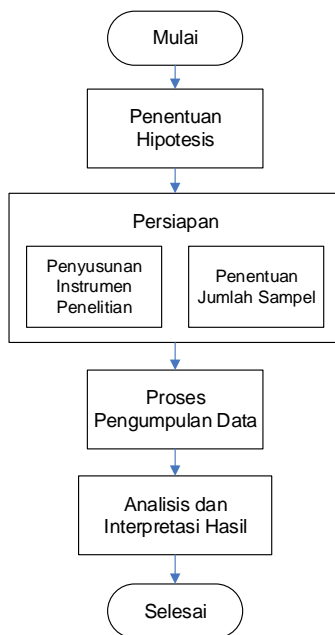 Mulai
Penentuan
Hipotesis
Persiapan
Penyusunan
Instrumen
Penelitian
Penentuan
Jumlah Sampel
Proses
Pengumpulan Data
Analisis dan
Interpretasi Hasil
Selesai